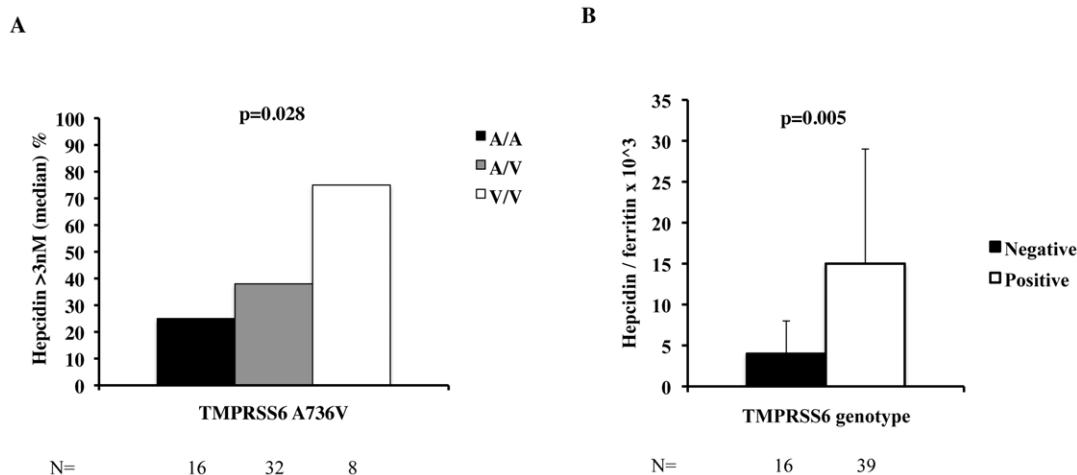 A
p=0.028
Hepcidin >3nM (median) %
100
90
80
70
60
50
40
30
20
10
0
A/A
A/V
V/V
TMPRSS6 A736V
N= 16 32 8
B
p=0.005
Hepcidin / ferritin x 10^3
35
30
25
20
15
10
5
0
Negative
Positive
TMPRSS6 genotype
N= 16 39